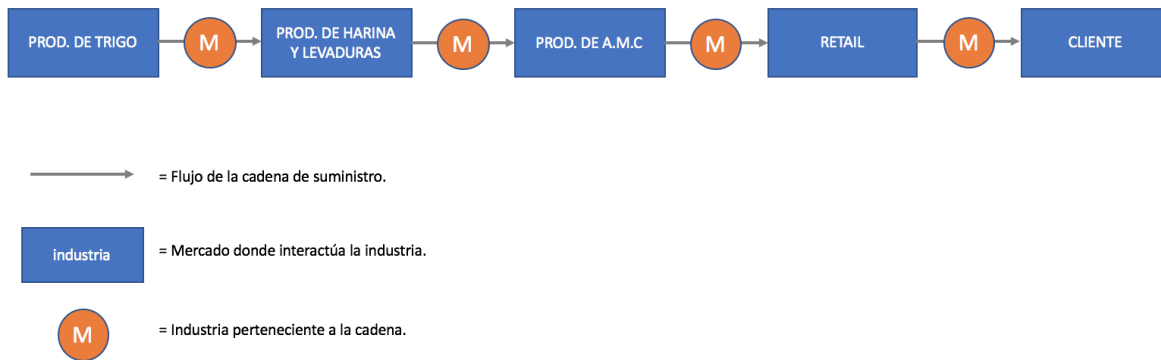 PROD. DE TRIGO
M
PROD. DE HARINA
Y LEVADURAS
M
PROD. DE A.M.C
M
RETAIL
M
CLIENTE
= Flujo de la cadena de suministro.
industria
= Mercado donde interactúa la industria.
M
= Industria perteneciente a la cadena.